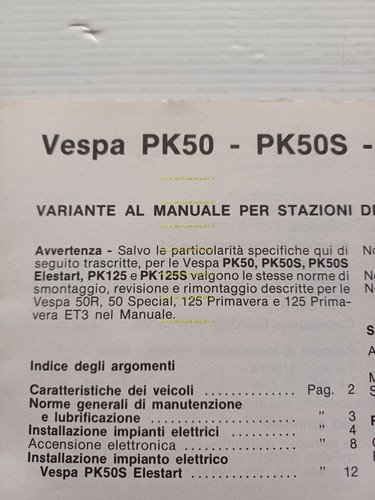 Vespa PK50 - PK50S -
VARIANTE AL MANUALE PER STAZIONI
Avvertenza - Salvo le particolarità specifiche qui di
seguito trascritte, per le Vespa PK50, PK50S, PK50S
Elestart, PK125 e PK125S valgono le stesse norme di
smontaggio, revisione e rimontaggio descritte per le
Vespa 50R, 50 Special, 125 Primavera e 125 Prima-
vera ET3 nel Manuale.
Indice degli argomenti
Caratteristiche dei veicoli ............... Pag. 2
Norme generali di manutenzione
e lubrificazione ........................ " 3
Installazione impianti elettrici ........... " 4
Accensione elettronica .................. " 8
Installazione impianto elettrico
Vespa PK50S Elestart .................. " 12